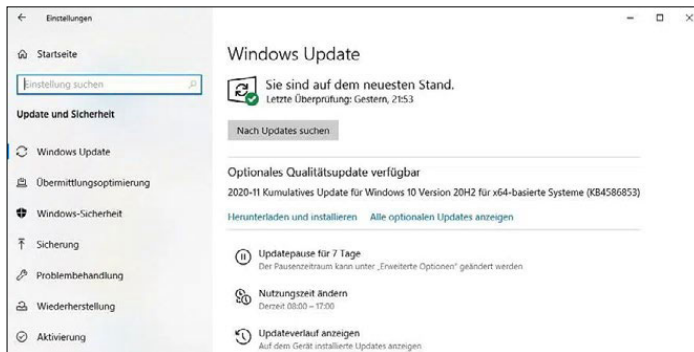 Einstellungen
Startseite
Einstellung suchen
Update und Sicherheit
Windows Update
Übermittlungsoptimierung
Windows-Sicherheit
Sicherung
Problembehandlung
Wiederherstellung
Aktivierung
Windows Update
Sie sind auf dem neuesten Stand.
Letzte Überprüfung: Gestern, 21:53
Nach Updates suchen
Optionales Qualitätsupdate verfügbar
2020-11 Kumulatives Update für Windows 10 Version 20H2 für x64-basierte Systeme (KB4586853)
Herunterladen und installieren Alle optionalen Updates anzeigen
Updatepause für 7 Tage
Der Pausenzeitraum kann unter „Erweiterte Optionen" geändert werden
Nutzungszeit ändern
Derzeit 08:00 – 17:00
Updateverlauf anzeigen
Auf dem Gerät installierte Updates anzeigen